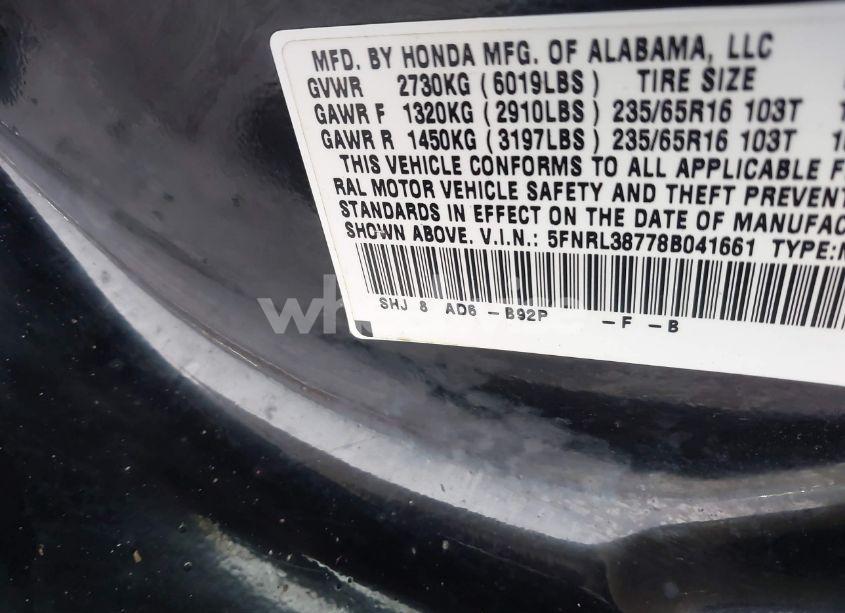 MFD. BY HONDA MFG. OF ALABAMA, LLC
GVWR 2730KG (6019LBS) TIRE SIZE
GAWR F 1320KG (2910LBS) 235/65R16 103T
GAWR R 1450KG (3197LBS) 235/65R16 103T
THIS VEHICLE CONFORMS TO ALL APPLICABLE F
RAL MOTOR VEHICLE SAFETY AND THEFT PREVENT
STANDARDS IN EFFECT ON THE DATE OF MANUFAC
SHOWN ABOVE. V.I.N.: 5FNRL38778B041661 TYPE:M
SHJ 8 AD6 -B92P -F -B